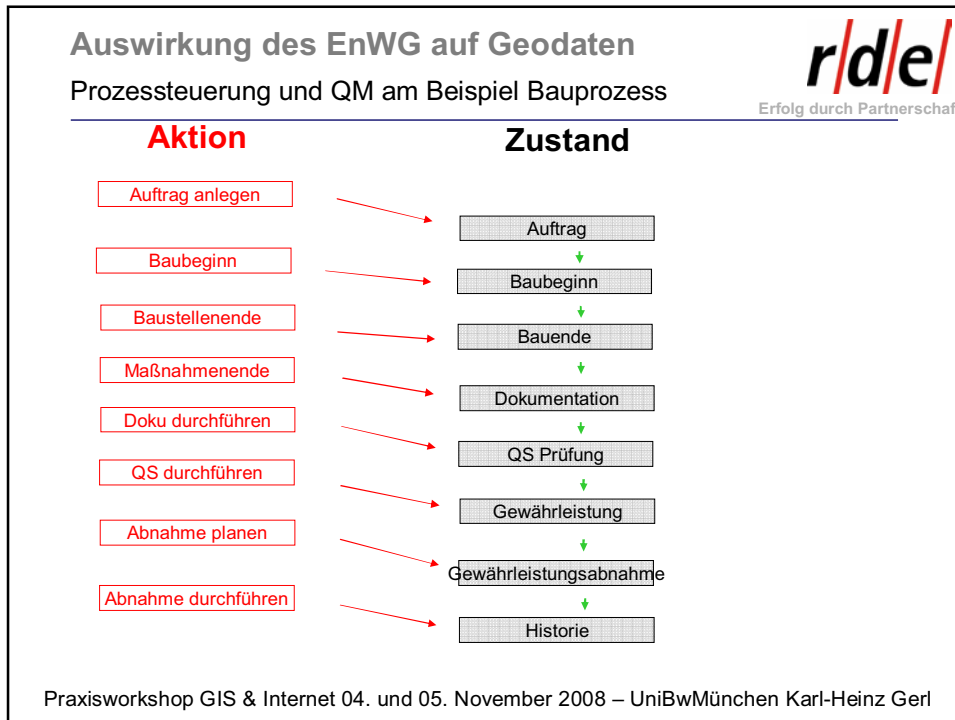 Auswirkung des EnWG auf Geodaten
Prozessteuerung und QM am Beispiel Bauprozess
r/d/e/
Erfolg durch Partnerschaf
Aktion
Zustand
Auftrag anlegen
Auftrag
Baubeginn
Baubeginn
Baustellenende
Bauende
Maßnahmenende
Dokumentation
Doku durchführen
QS Prüfung
QS durchführen
Gewährleistung
Abnahme planen
Gewährleistungsabnahme
Abnahme durchführen
Historie
Praxisworkshop GIS & Internet 04. und 05. November 2008 – UniBwMünchen Karl-Heinz Gerl